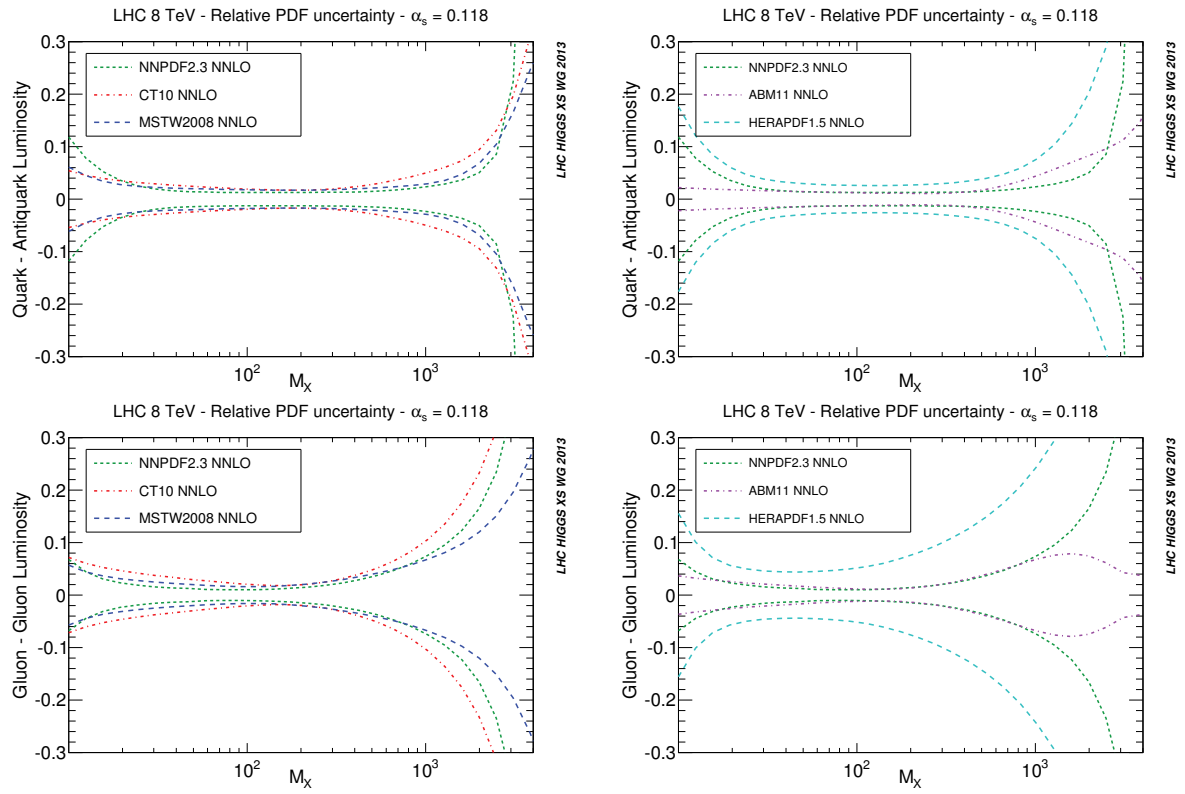 LHC 8 TeV - Relative PDF uncertainty - αs = 0.118
Quark - Antiquark Luminosity
0.3
0.2
0.1
0
-0.1
-0.2
-0.3
NNPDF2.3 NNLO
CT10 NNLO
MSTW2008 NNLO
10² 10³
MX
LHC HIGGS XS WG 2013
LHC 8 TeV - Relative PDF uncertainty - αs = 0.118
Quark - Antiquark Luminosity
0.3
0.2
0.1
0
-0.1
-0.2
-0.3
NNPDF2.3 NNLO
ABM11 NNLO
HERAPDF1.5 NNLO
10² 10³
MX
LHC HIGGS XS WG 2013
LHC 8 TeV - Relative PDF uncertainty - αs = 0.118
Gluon - Gluon Luminosity
0.3
0.2
0.1
0
-0.1
-0.2
-0.3
NNPDF2.3 NNLO
CT10 NNLO
MSTW2008 NNLO
10² 10³
MX
LHC HIGGS XS WG 2013
LHC 8 TeV - Relative PDF uncertainty - αs = 0.118
Gluon - Gluon Luminosity
0.3
0.2
0.1
0
-0.1
-0.2
-0.3
NNPDF2.3 NNLO
ABM11 NNLO
HERAPDF1.5 NNLO
10² 10³
MX
LHC HIGGS XS WG 2013